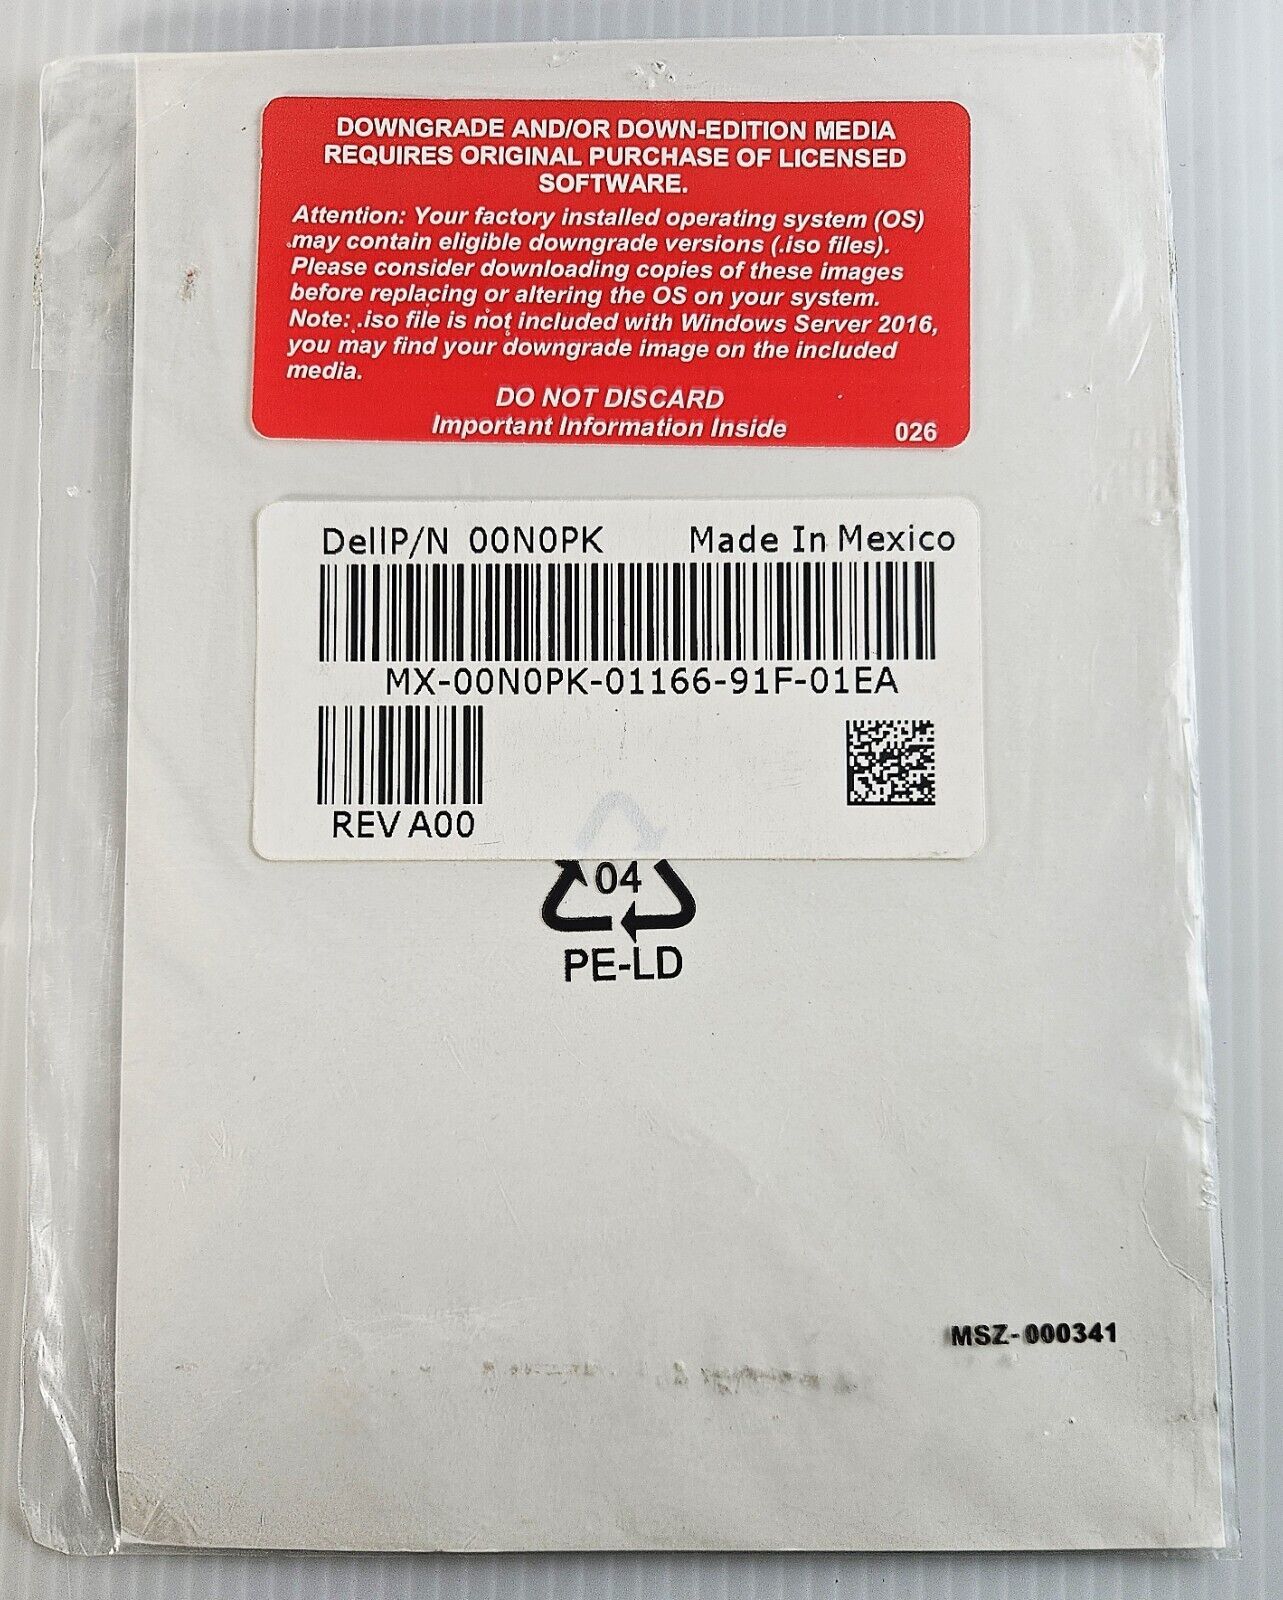 DOWNGRADE AND/OR DOWN-EDITION MEDIA
REQUIRES ORIGINAL PURCHASE OF LICENSED
SOFTWARE.
Attention: Your factory installed operating system (OS)
may contain eligible downgrade versions (.iso files).
Please consider downloading copies of these images
before replacing or altering the OS on your system.
Note: .iso file is not included with Windows Server 2016,
you may find your downgrade image on the included
media.
DO NOT DISCARD
Important Information Inside 026
DellP/N 00N0PK Made In Mexico
MX-00N0PK-01166-91F-01EA
REV A00
04
PE-LD
MSZ-000341